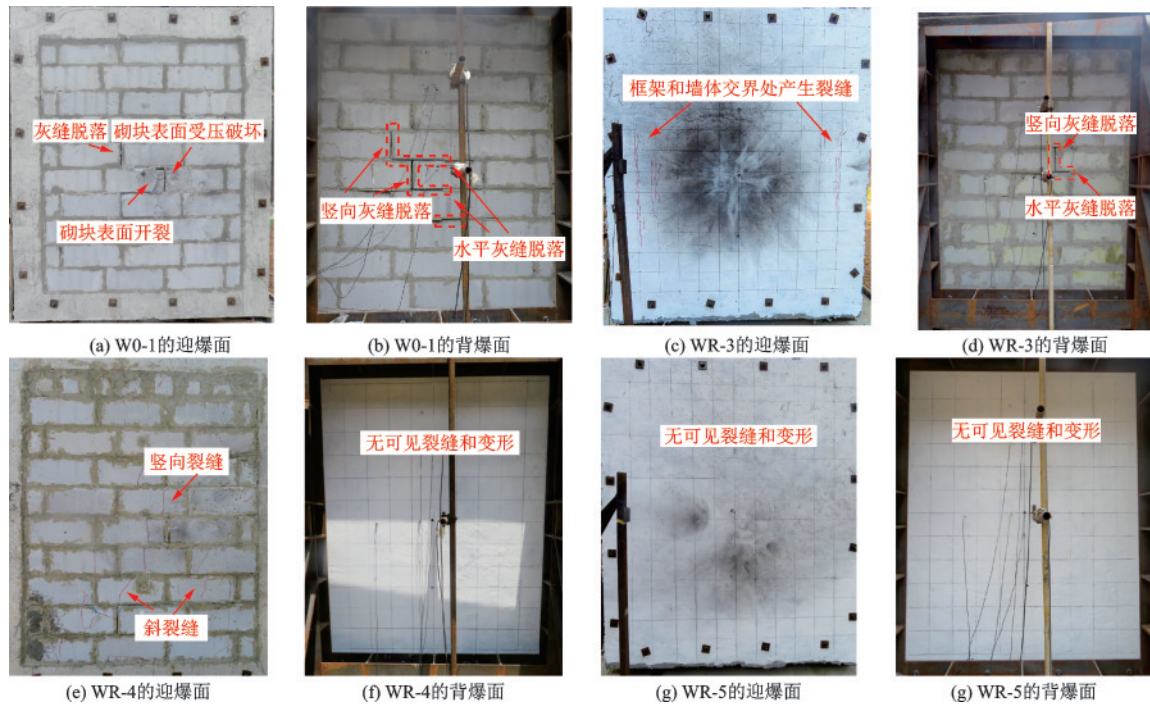 灰缝脱落
砌块表面受压破坏
砌块表面开裂
竖向灰缝脱落
水平灰缝脱落
框架和墙体交界处产生裂缝
竖向灰缝脱落
水平灰缝脱落
(a) W0-1的迎爆面
(b) W0-1的背爆面
(c) WR-3的迎爆面
(d) WR-3的背爆面
竖向裂缝
斜裂缝
无可见裂缝和变形
无可见裂缝和变形
无可见裂缝和变形
(e) WR-4的迎爆面
(f) WR-4的背爆面
(g) WR-5的迎爆面
(g) WR-5的背爆面